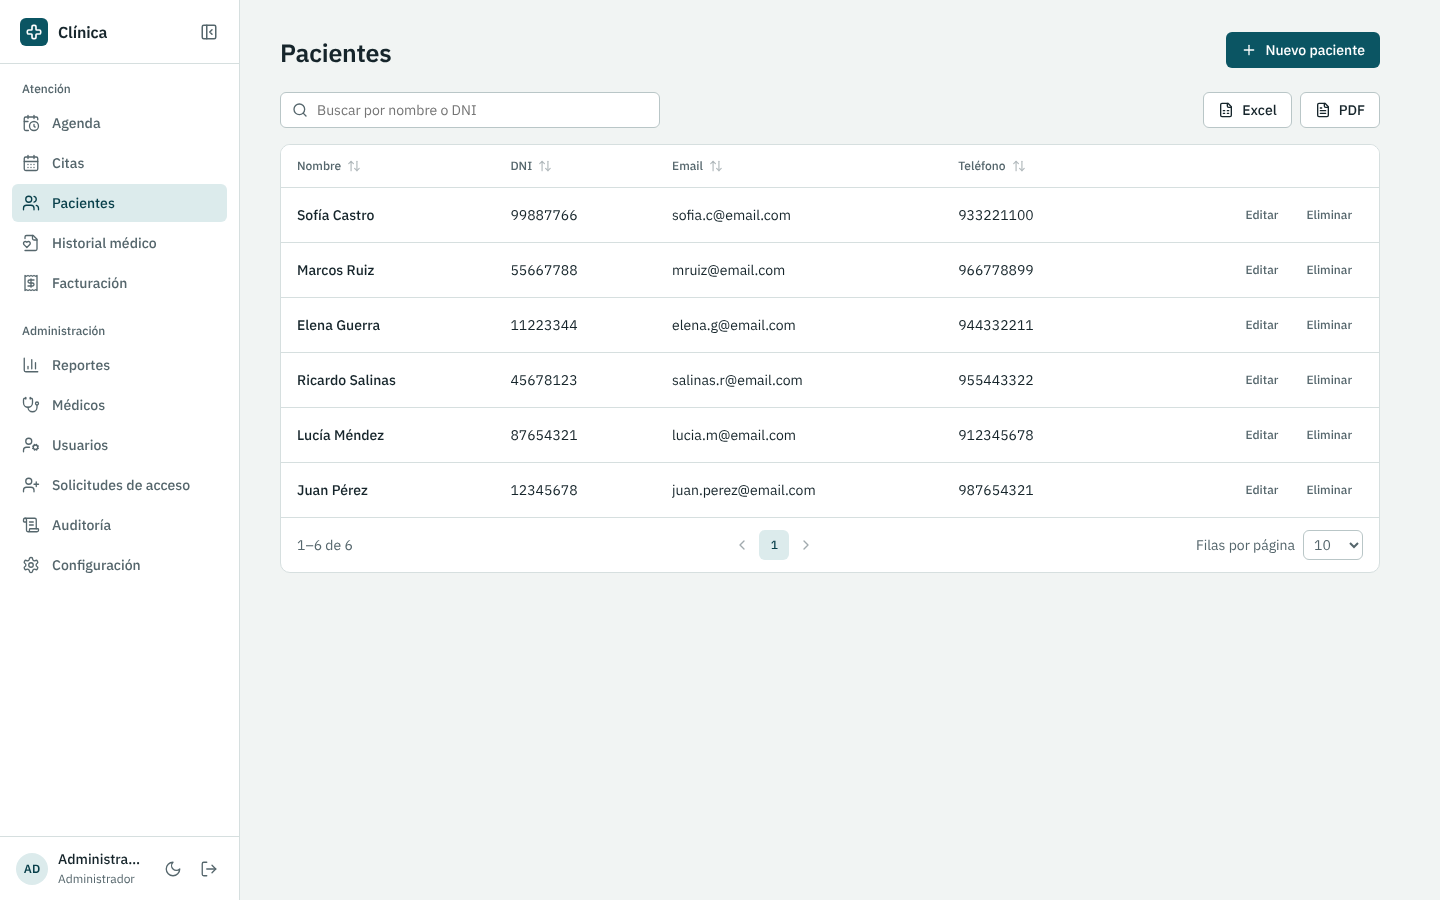 Clínica
Atención
Agenda
Citas
Pacientes
Historial médico
Facturación
Administración
Reportes
Médicos
Usuarios
Solicitudes de acceso
Auditoría
Configuración
AD
Administra...
Administrador
Pacientes
Nuevo paciente
Buscar por nombre o DNI
Excel
PDF
Nombre DNI Email Teléfono
Sofía Castro 99887766 sofia.c@email.com 933221100 Editar Eliminar
Marcos Ruiz 55667788 mruiz@email.com 966778899 Editar Eliminar
Elena Guerra 11223344 elena.g@email.com 944332211 Editar Eliminar
Ricardo Salinas 45678123 salinas.r@email.com 955443322 Editar Eliminar
Lucía Méndez 87654321 lucia.m@email.com 912345678 Editar Eliminar
Juan Pérez 12345678 juan.perez@email.com 987654321 Editar Eliminar
1–6 de 6 1 Filas por página 10